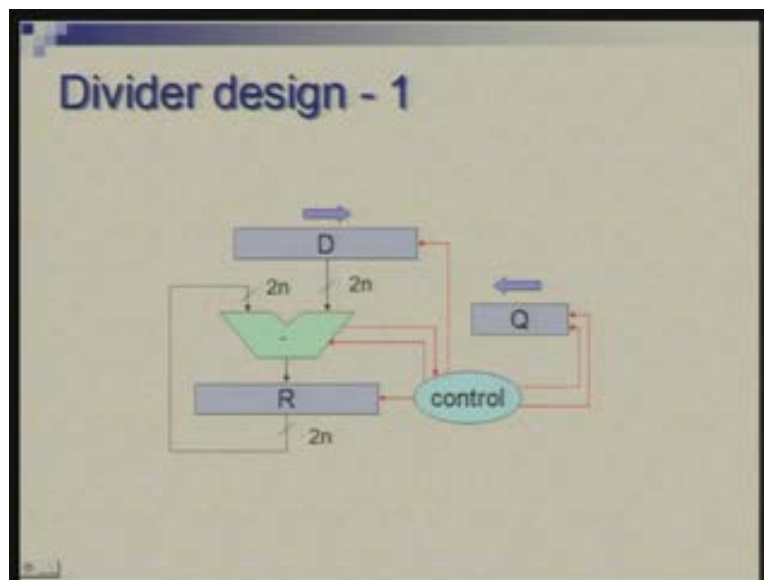 Divider design - 1
D
2n
2n
Q
-
R
control
2n